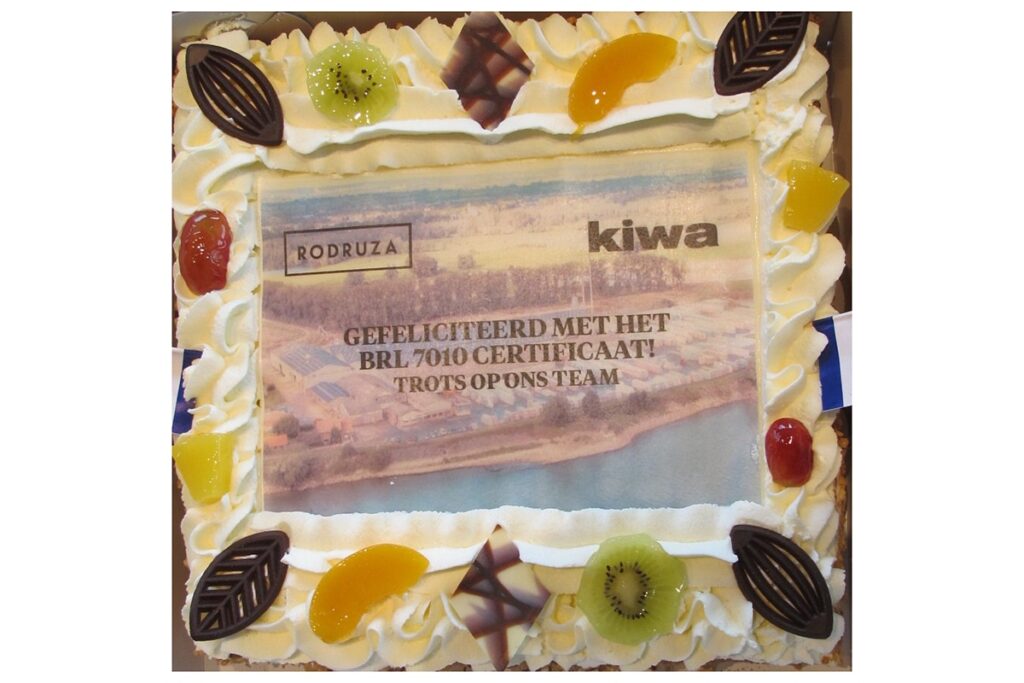 RODRUZA
kiwa
GEFELICITEERD MET HET
BRL 7010 CERTIFICAAT!
TROTS OP ONS TEAM